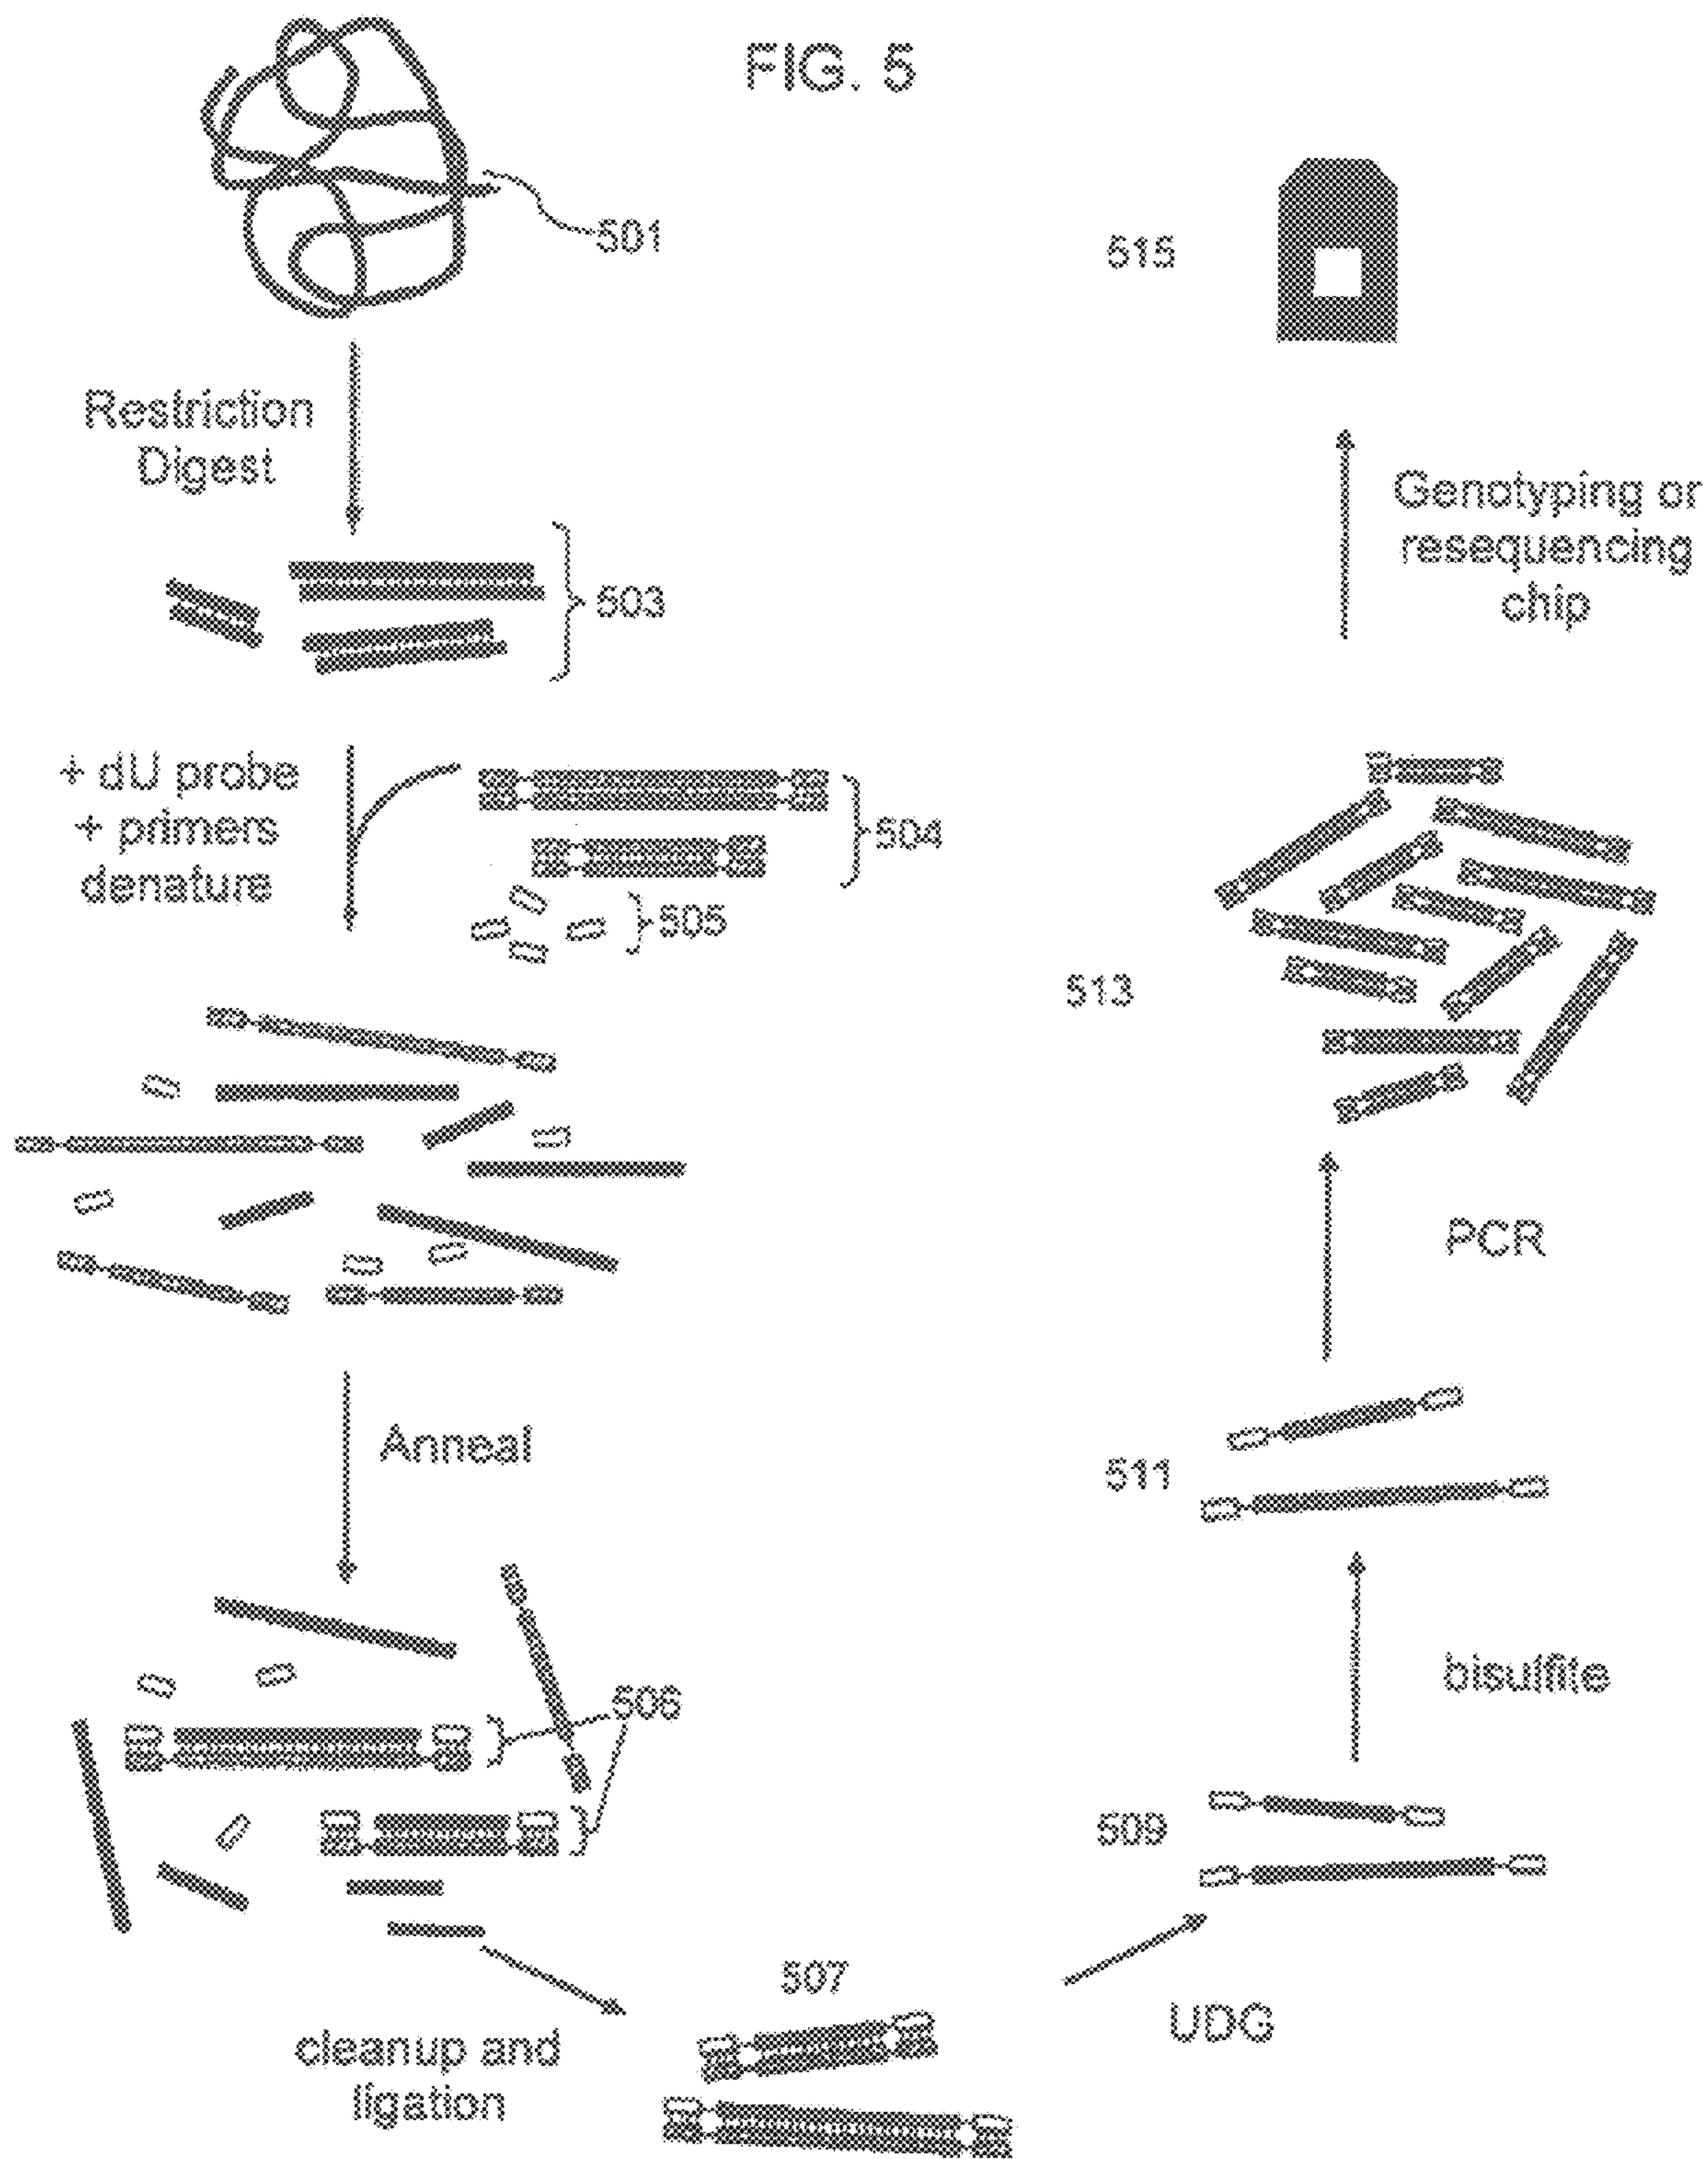 FIG. 5
501
Restriction
Digest
503
+ dU probe
+ primers
denature
504
505
Anneal
506
cleanup and
ligation
507
UDG
509
bisulfite
511
PCR
513
Genotyping or
resequencing
chip
515